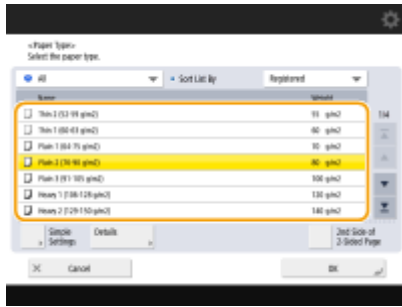 <Paper Type>
Select the paper type.
All
Sort List By
Registered
Name
Weight
Thin 2 (52-59 g/m2)
55 g/m2
1/4
Thin 1 (60-63 g/m2)
60 g/m2
Plain 1 (64-75 g/m2)
70 g/m2
Plain 2 (76-90 g/m2)
80 g/m2
Plain 3 (91-105 g/m2)
100 g/m2
Heavy 1 (106-128 g/m2)
120 g/m2
Heavy 2 (129-150 g/m2)
140 g/m2
Simple
Settings
Details
2nd Side of
2-Sided Page
Cancel
OK